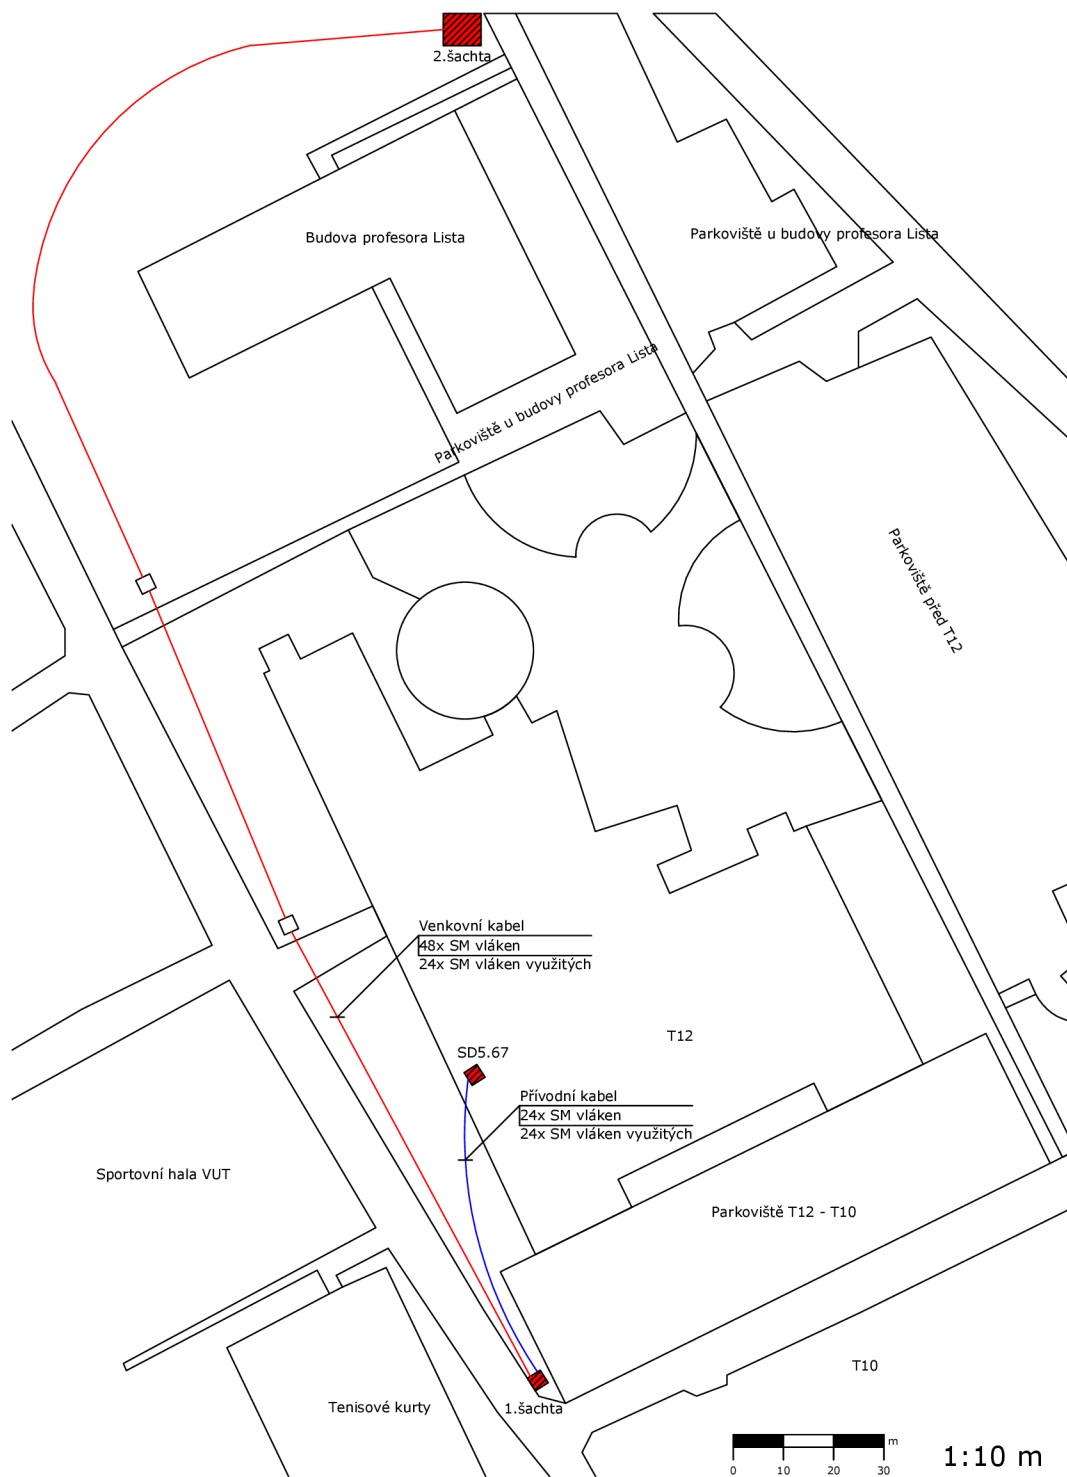 2.šachta
Budova profesora Lista
Parkoviště u budovy profesora Lista
Parkoviště u budovy profesora Lista
Parkoviště před T12
Venkovní kabel
48x SM vláken
24x SM vláken využitých
T12
SD5.67
Přívodní kabel
24x SM vláken
24x SM vláken využitých
Sportovní hala VUT
Parkoviště T12 - T10
T10
Tenisové kurty
1.šachta
m
0 10 20 30
1:10 m